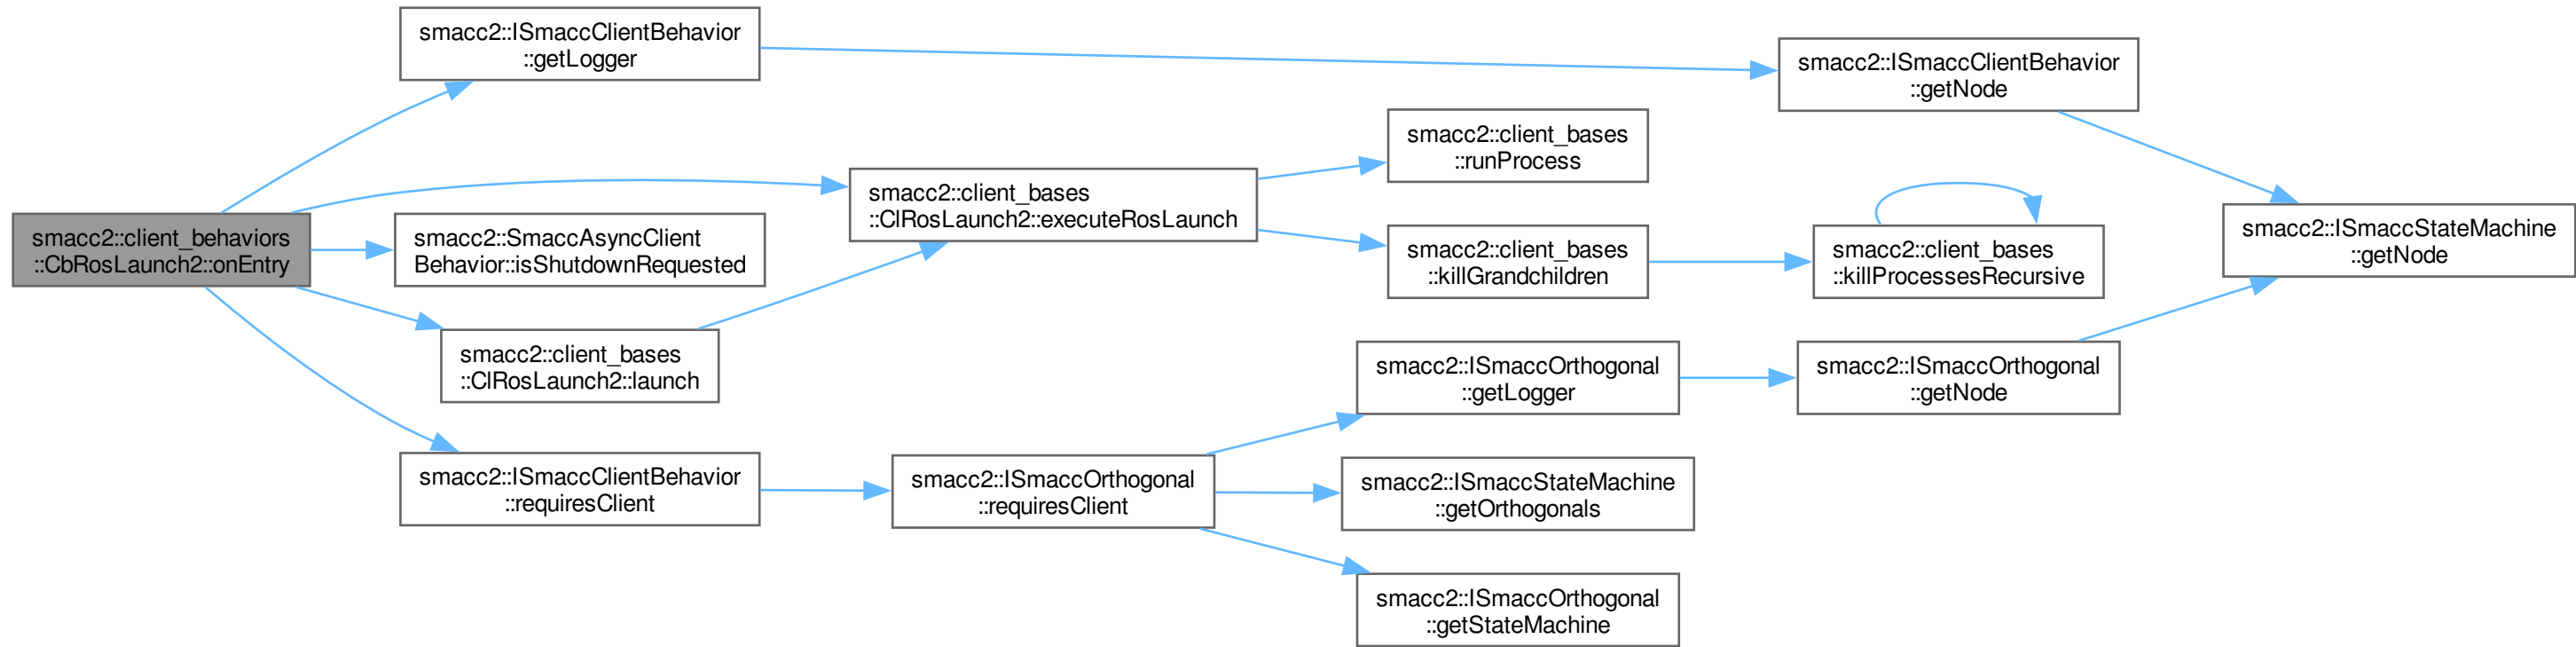 smacc2::client_behaviors
::CbRosLaunch2::onEntry
smacc2::ISmaccClientBehavior
::getLogger
smacc2::client_bases
::ClRosLaunch2::executeRosLaunch
smacc2::SmaccAsyncClient
Behavior::isShutdownRequested
smacc2::client_bases
::ClRosLaunch2::launch
smacc2::ISmaccClientBehavior
::requiresClient
smacc2::ISmaccClientBehavior
::getNode
smacc2::client_bases
::runProcess
smacc2::client_bases
::killGrandchildren
smacc2::client_bases
::killProcessesRecursive
smacc2::ISmaccStateMachine
::getNode
smacc2::ISmaccOrthogonal
::requiresClient
smacc2::ISmaccOrthogonal
::getLogger
smacc2::ISmaccOrthogonal
::getNode
smacc2::ISmaccStateMachine
::getOrthogonals
smacc2::ISmaccOrthogonal
::getStateMachine